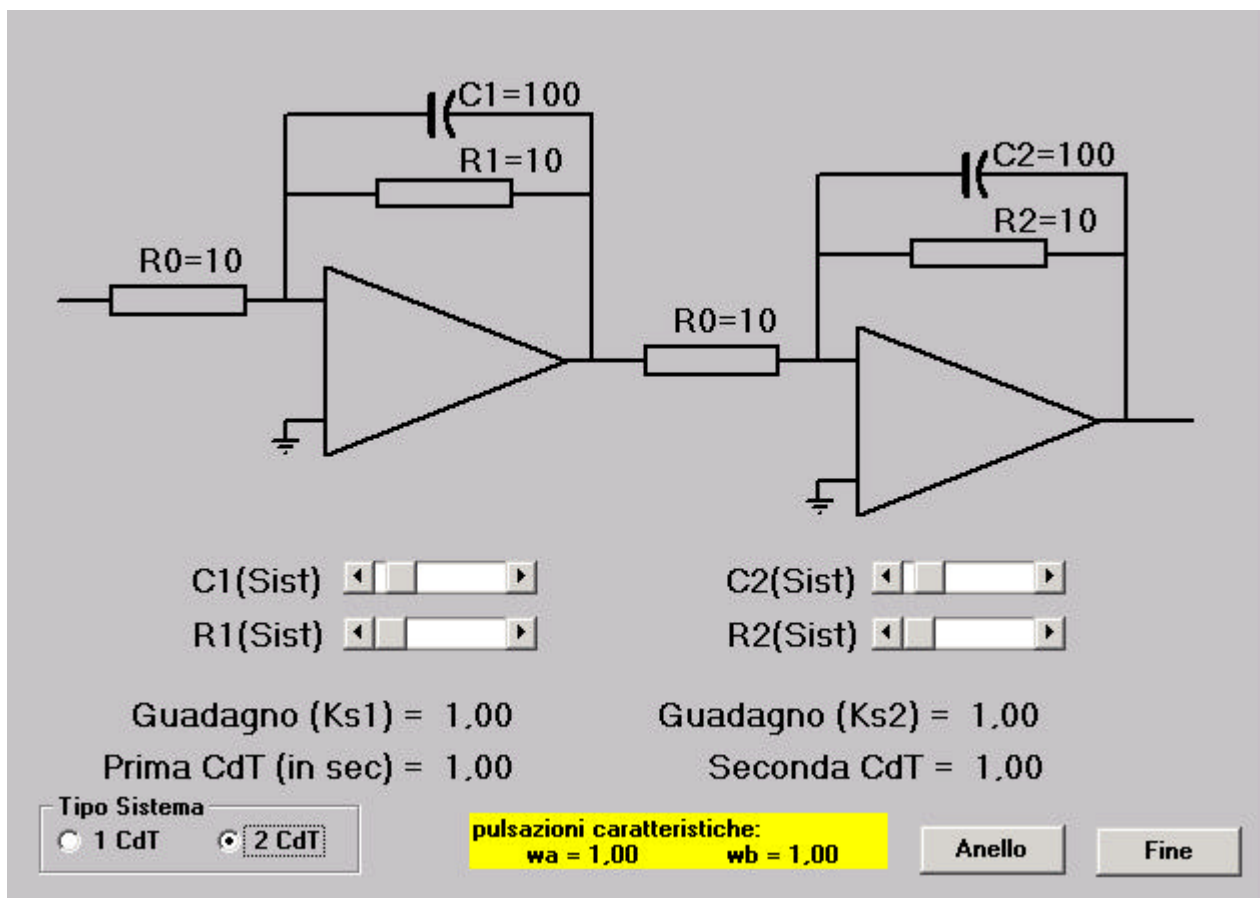 C1=100
R1=10
C2=100
R2=10
R0=10
R0=10
C1(Sist)
C2(Sist)
R1(Sist)
R2(Sist)
Guadagno (Ks1) = 1,00
Guadagno (Ks2) = 1,00
Prima CdT (in sec) = 1,00
Seconda CdT = 1,00
Tipo Sistema
1 CdT
2 CdT
pulsazioni caratteristiche:
wa = 1,00 wb = 1,00
Anello
Fine